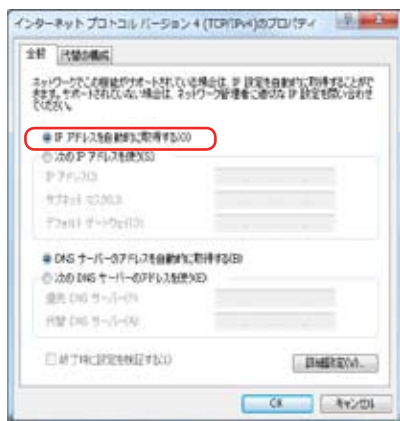 インターネット プロトコル バージョン 4 (TCP/IPv4)のプロパティ
全般 代替の構成
ネットワークでこの機能がサポートされている場合は、IP 設定を自動的に取得することがで
きます。サポートされていない場合は、ネットワーク管理者に適切な IP 設定を問い合わせ
てください。
IP アドレスを自動的に取得する(O)
次の IP アドレスを使う(S)
IP アドレス(I):
サブネット マスク(U):
デフォルト ゲートウェイ(D):
DNS サーバーのアドレスを自動的に取得する(B)
次の DNS サーバーのアドレスを使う(E)
優先 DNS サーバー(P):
代替 DNS サーバー(A):
終了時に設定を検証する(L)
詳細設定(V)...
OK キャンセル